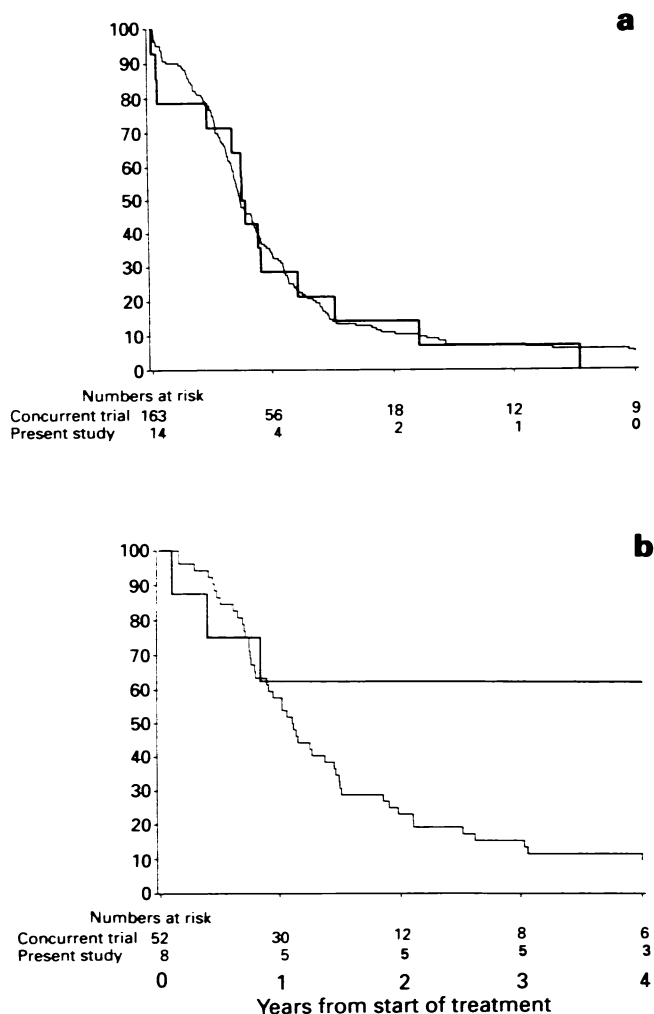 a
100
90
80
70
60
50
40
30
20
10
0
Numbers at risk
Concurrent trial 163 56 18 12 9
Present study 14 4 2 1 0
b
100
90
80
70
60
50
40
30
20
10
0
Numbers at risk
Concurrent trial 52 30 12 8 6
Present study 8 5 5 5 3
0 1 2 3 4
Years from start of treatment